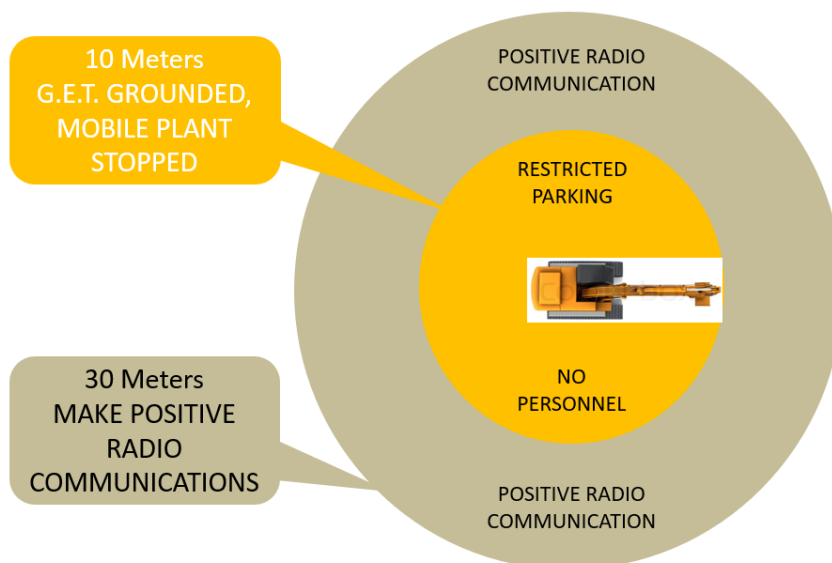 10 Meters
G.E.T. GROUNDED,
MOBILE PLANT
STOPPED
POSITIVE RADIO
COMMUNICATION
RESTRICTED
PARKING
NO
PERSONNEL
30 Meters
MAKE POSITIVE
RADIO
COMMUNICATIONS
POSITIVE RADIO
COMMUNICATION